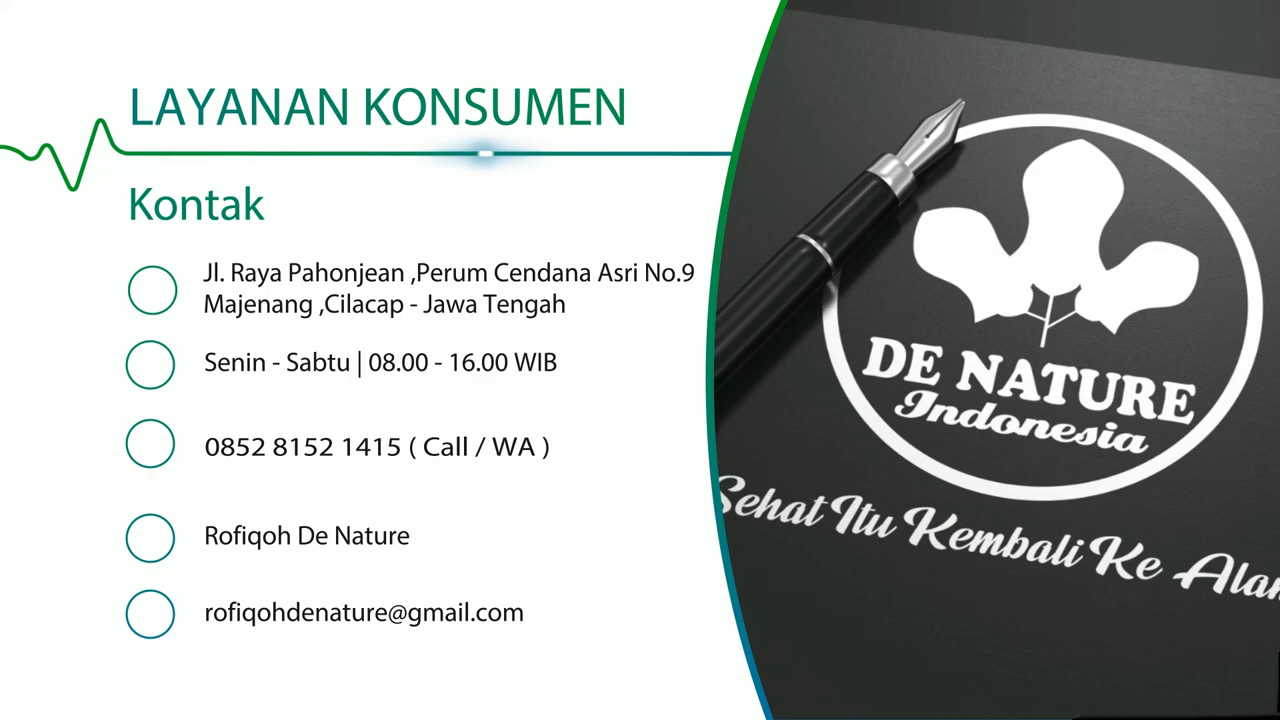 LAYANAN KONSUMEN
Kontak
Jl. Raya Pahonjean ,Perum Cendana Asri No.9
Majenang ,Cilacap - Jawa Tengah
Senin - Sabtu | 08.00 - 16.00 WIB
0852 8152 1415 ( Call / WA )
Rofiqoh De Nature
rofiqohdenature@gmail.com
DE NATURE
Indonesia
Sehat Itu Kembali Ke Alam